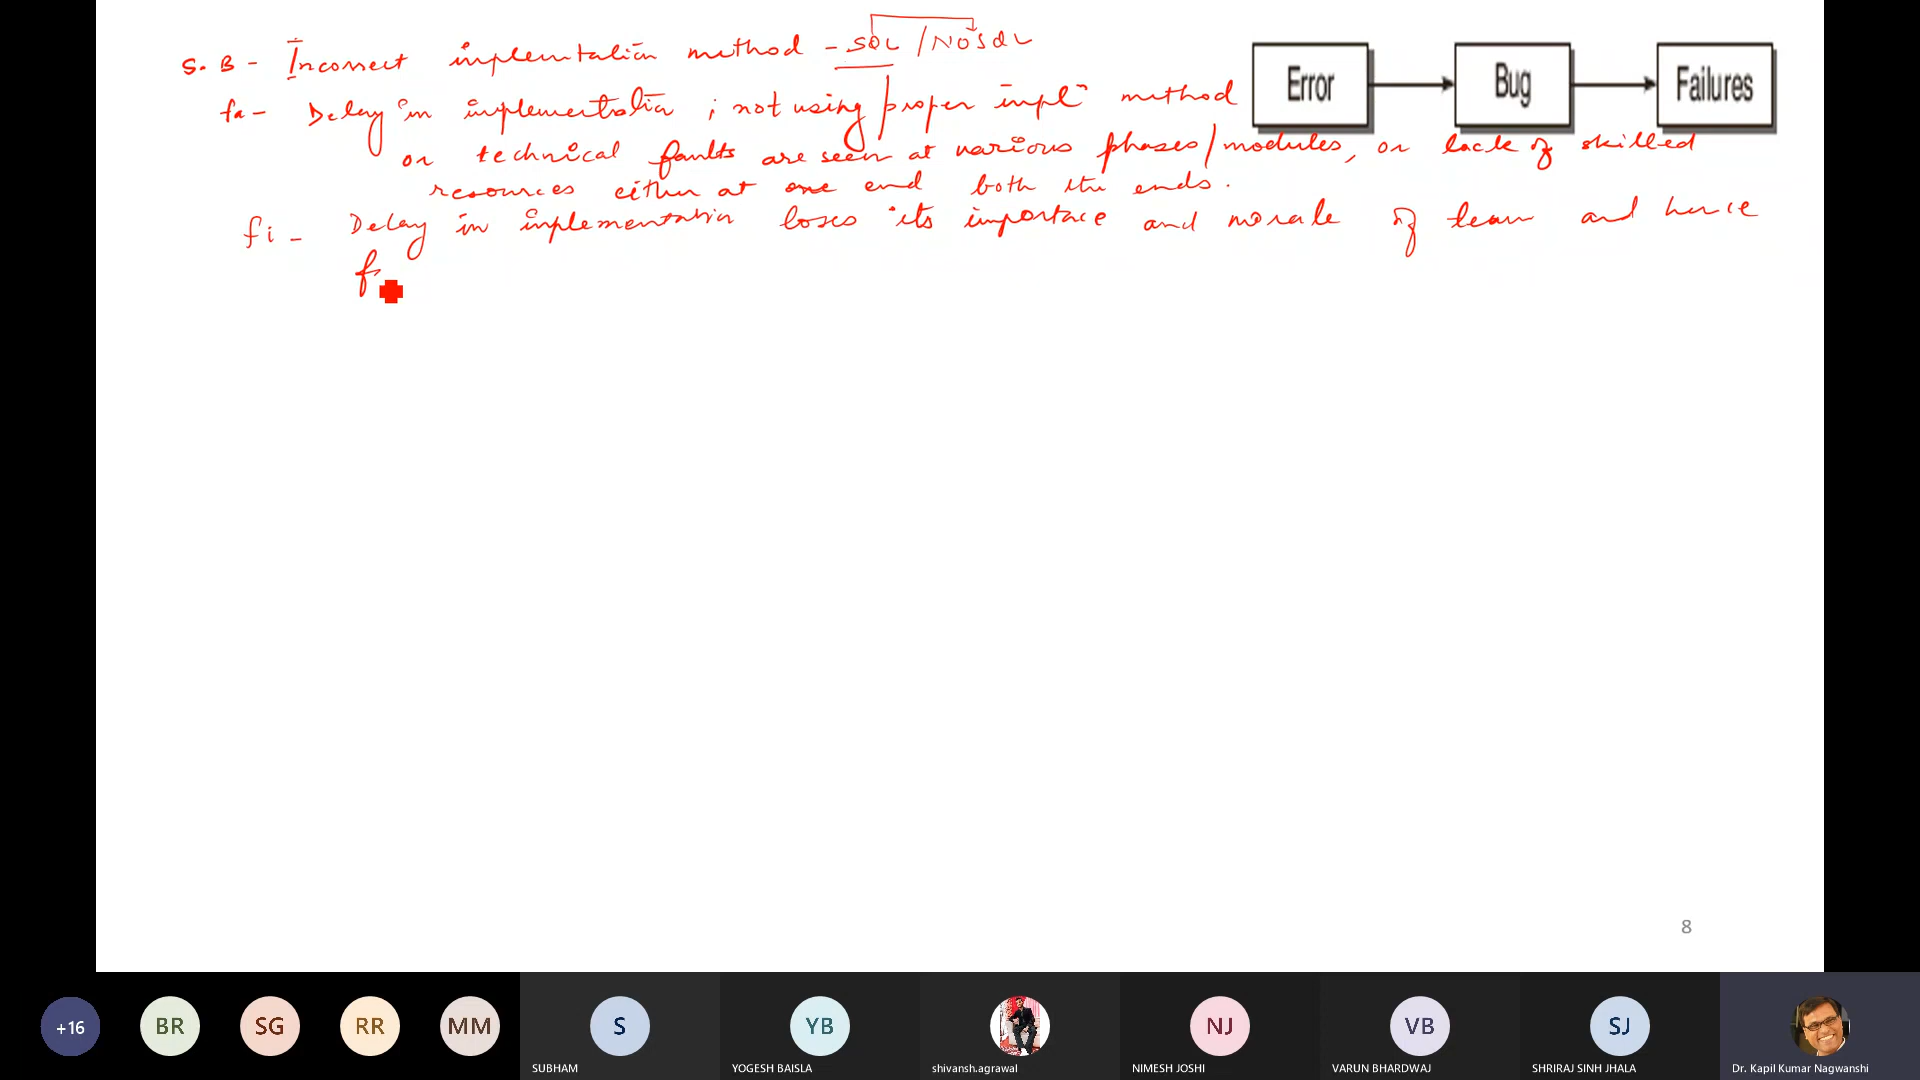 S. B - Incorrect implementation method - SQL / NOSQL
Error Bug Failures
fa - Delay in implementation ; not using proper impl method
or technical faults are seen at various phases/modules, or lack of skilled
resources either at one end both the ends.
fi - Delay in implementation loses its importace and morale of team and hence
f
8
+16 BR SG RR MM S YB NJ VB SJ
SUBHAM YOGESH BAISLA shivansh.agrawal NIMESH JOSHI VARUN BHARDWAJ SHRIRAJ SINH JHALA Dr. Kapil Kumar Nagwanshi